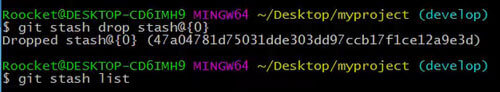 Roocket@DESKTOP-CD6IMH9 MINGW64 ~/Desktop/myproject (develop)
$ git stash drop stash@{0}
Dropped stash@{0} (47a04781d75031dde303dd97ccb17f1ce12a9e3d)
Roocket@DESKTOP-CD6IMH9 MINGW64 ~/Desktop/myproject (develop)
$ git stash list